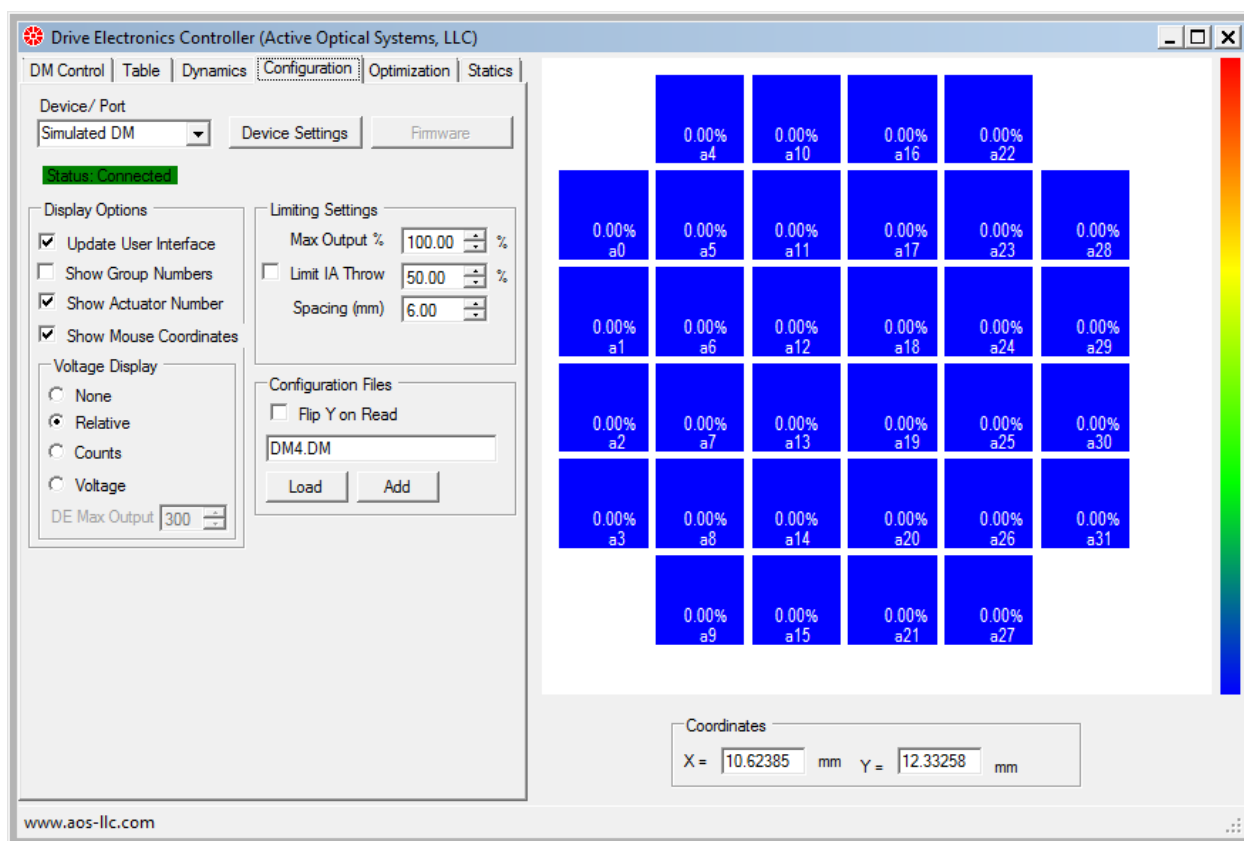 Drive Electronics Controller (Active Optical Systems, LLC)
DM Control Table Dynamics Configuration Optimization Statics
Device/ Port
Simulated DM Device Settings Firmware
Status: Connected
Display Options
Update User Interface
Show Group Numbers
Show Actuator Number
Show Mouse Coordinates
Voltage Display
None
Relative
Counts
Voltage
DE Max Output 300
Limiting Settings
Max Output % 100.00 %
Limit IA Throw 50.00 %
Spacing (mm) 6.00
Configuration Files
Flip Y on Read
DM4.DM
Load Add
0.00% 0.00% 0.00% 0.00%
a4 a10 a16 a22
0.00% 0.00% 0.00% 0.00% 0.00% 0.00%
a0 a5 a11 a17 a23 a28
0.00% 0.00% 0.00% 0.00% 0.00% 0.00%
a1 a6 a12 a18 a24 a29
0.00% 0.00% 0.00% 0.00% 0.00% 0.00%
a2 a7 a13 a19 a25 a30
0.00% 0.00% 0.00% 0.00% 0.00% 0.00%
a3 a8 a14 a20 a26 a31
0.00% 0.00% 0.00% 0.00%
a9 a15 a21 a27
Coordinates
X = 10.62385 mm Y = 12.33258 mm
www.aos-llc.com